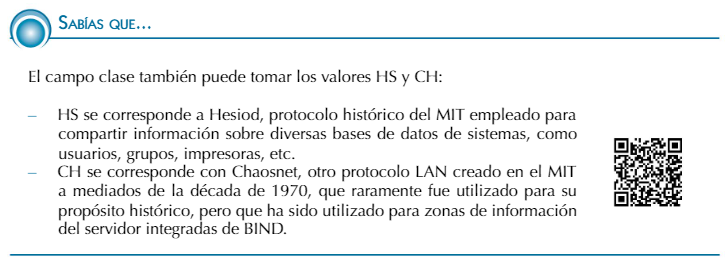 Sabías que...
El campo clase también puede tomar los valores HS y CH:
– HS se corresponde a Hesiod, protocolo histórico del MIT empleado para
compartir información sobre diversas bases de datos de sistemas, como
usuarios, grupos, impresoras, etc.
– CH se corresponde con Chaosnet, otro protocolo LAN creado en el MIT
a mediados de la década de 1970, que raramente fue utilizado para su
propósito histórico, pero que ha sido utilizado para zonas de información
del servidor integradas de BIND.